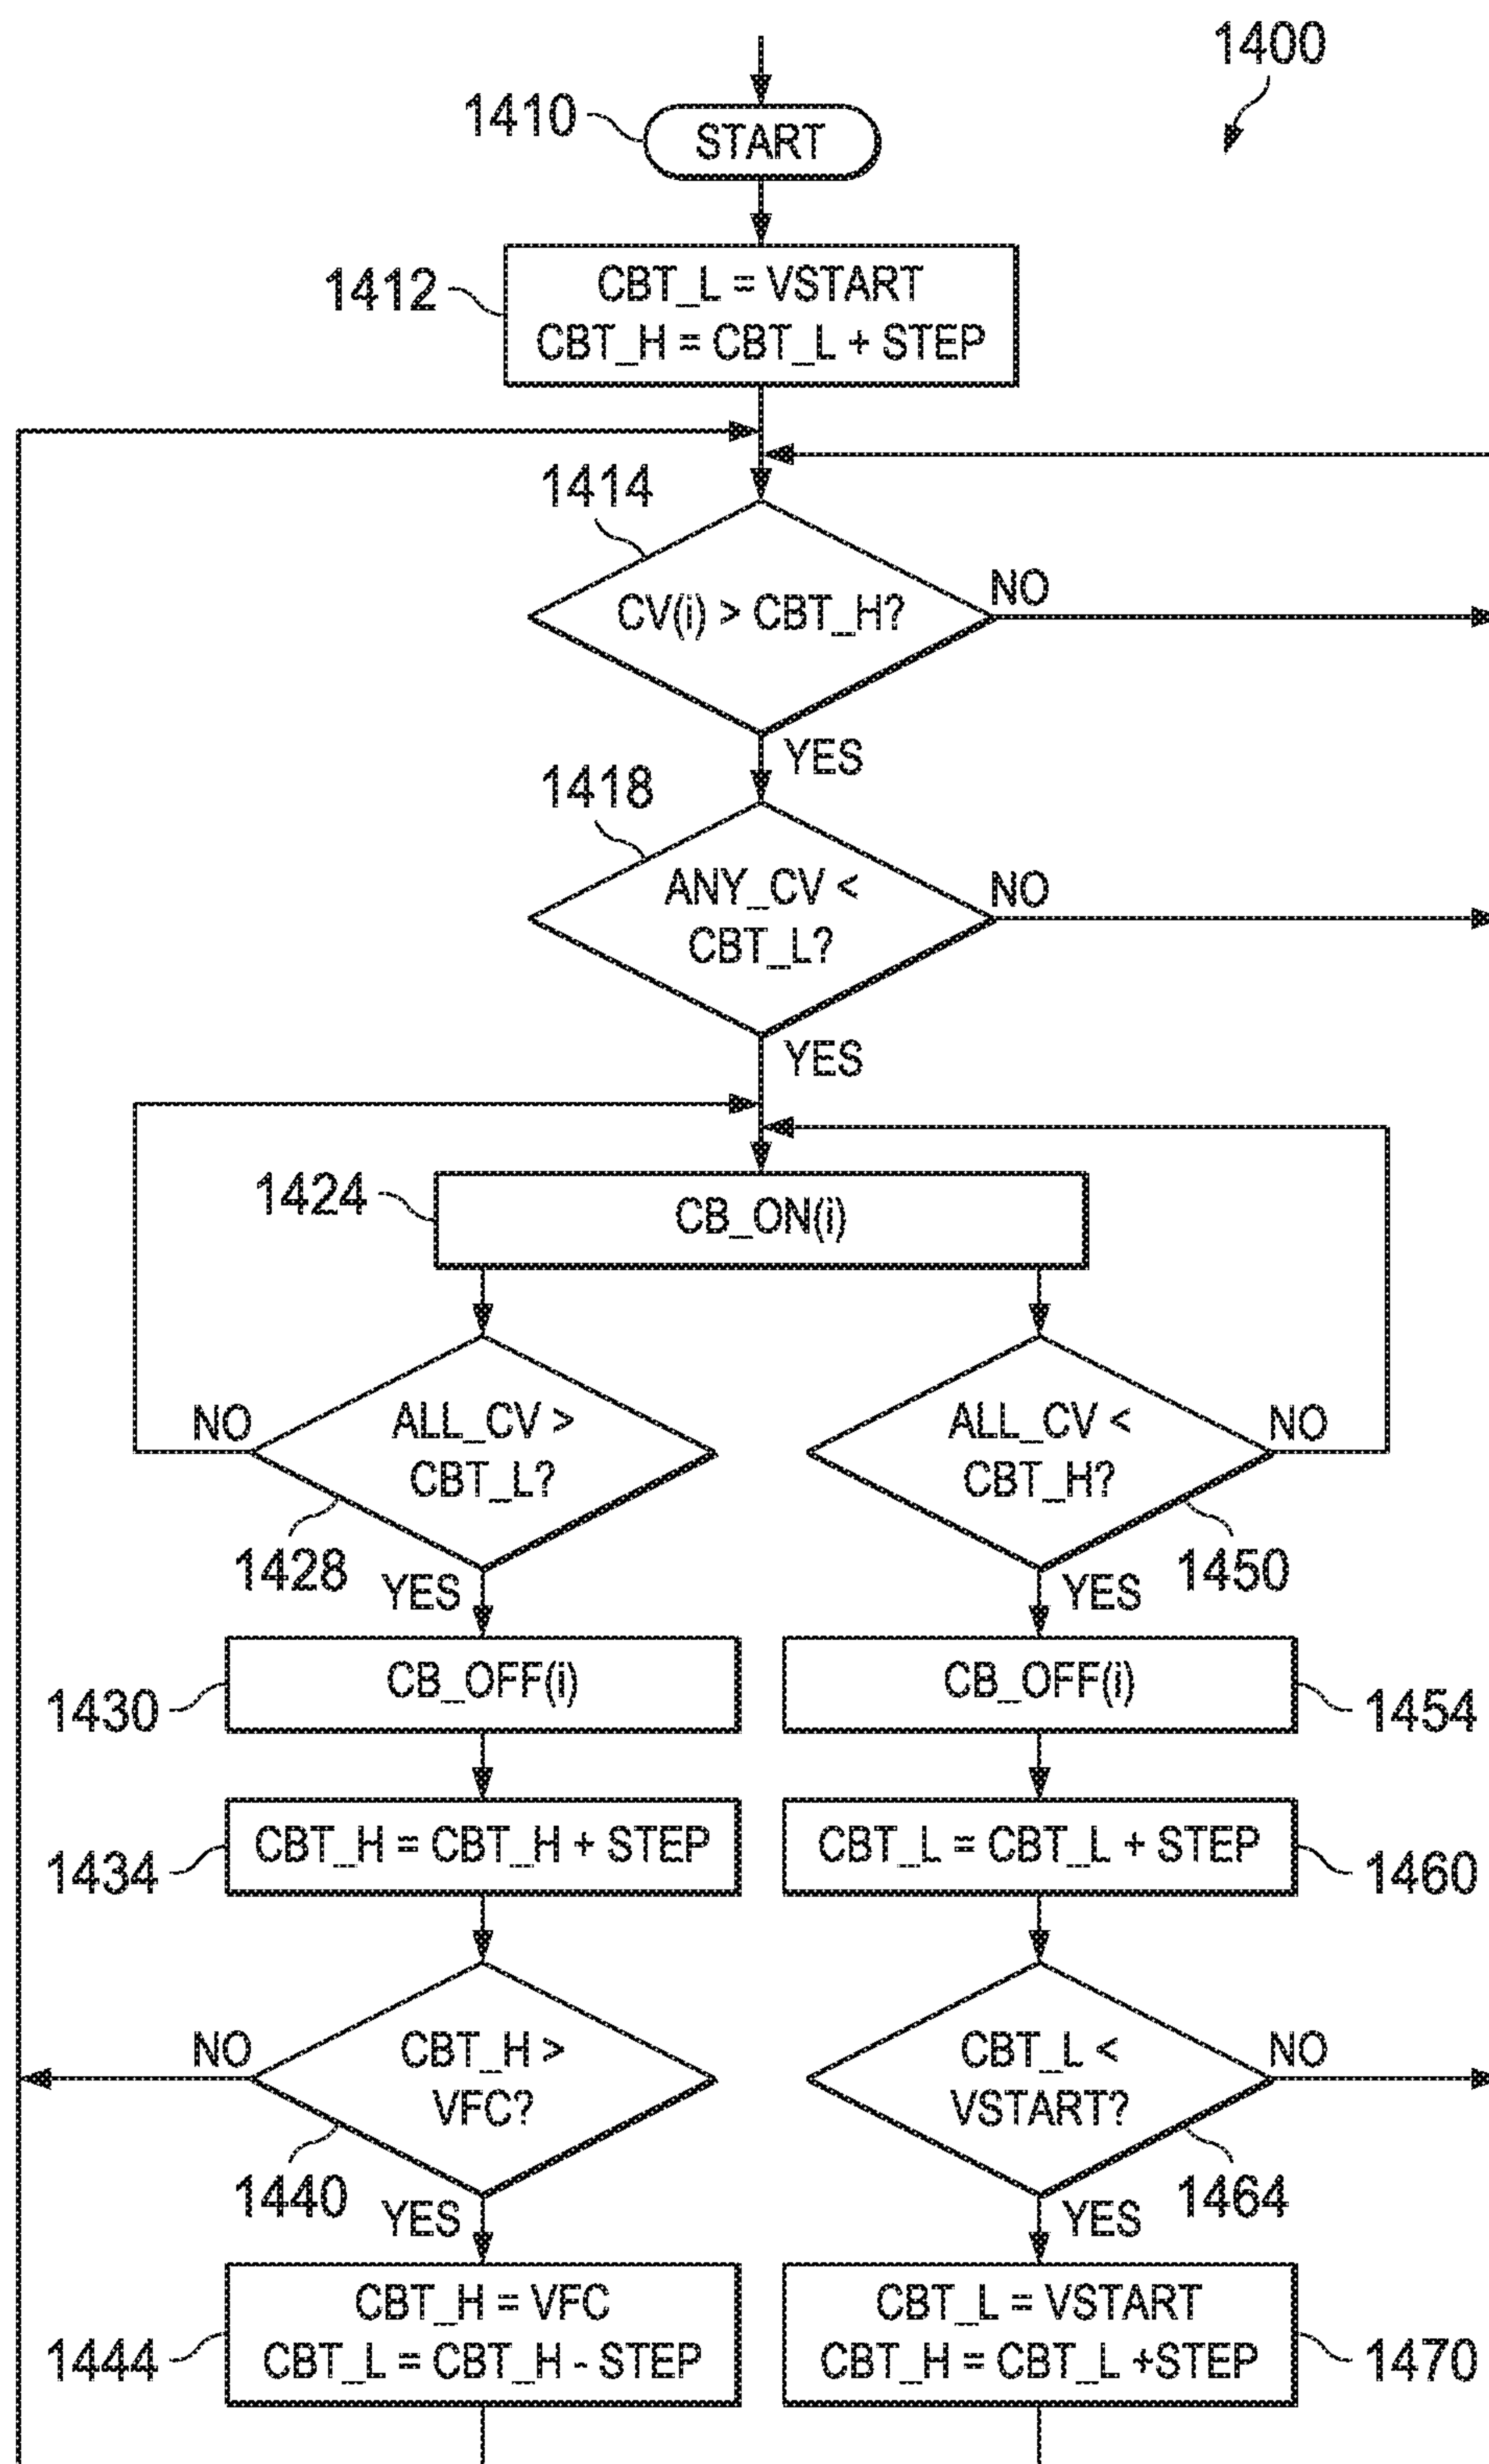 1400
1410
START
1412
CBT_L = VSTART
CBT_H = CBT_L + STEP
1414
CV(i) > CBT_H?
NO
YES
1418
ANY_CV <
CBT_L?
NO
YES
1424
CB_ON(i)
NO
ALL_CV >
CBT_L?
ALL_CV <
CBT_H?
NO
1428
YES
YES
1450
1430
CB_OFF(i)
CB_OFF(i)
1454
1434
CBT_H = CBT_H + STEP
CBT_L = CBT_L + STEP
1460
NO
CBT_H >
VFC?
CBT_L <
VSTART?
NO
1440
YES
YES
1464
1444
CBT_H = VFC
CBT_L = CBT_H - STEP
CBT_L = VSTART
CBT_H = CBT_L +STEP
1470